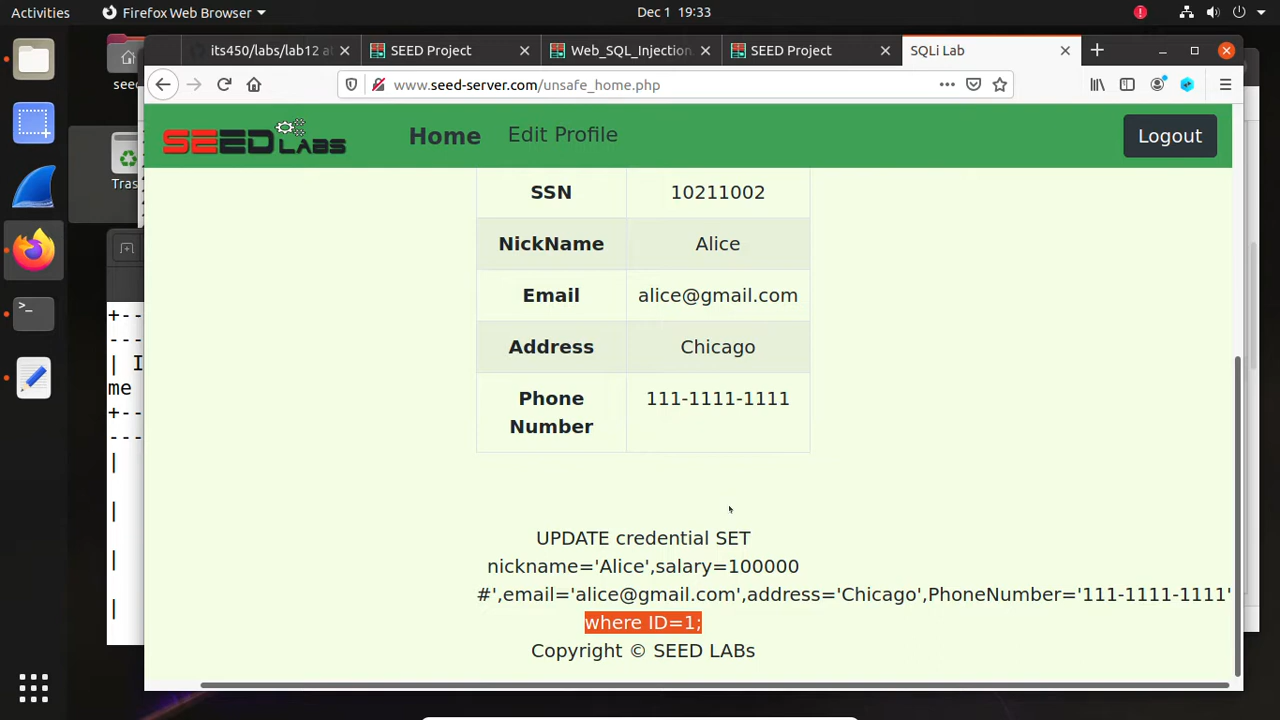 Activities
Firefox Web Browser
Dec 1 19:33
its450/labs/lab12 a
SEED Project
Web_SQL_Injection
SEED Project
SQLi Lab
www.seed-server.com/unsafe_home.php
see
Tras
SEED LABS
Home
Edit Profile
Logout
SSN 10211002
NickName Alice
Email alice@gmail.com
Address Chicago
Phone 111-1111-1111
Number
UPDATE credential SET
nickname='Alice',salary=100000
#',email='alice@gmail.com',address='Chicago',PhoneNumber='111-1111-1111'
where ID=1;
Copyright © SEED LABs
+--
---
| I
me
+--
---
|
|
|
|
>_